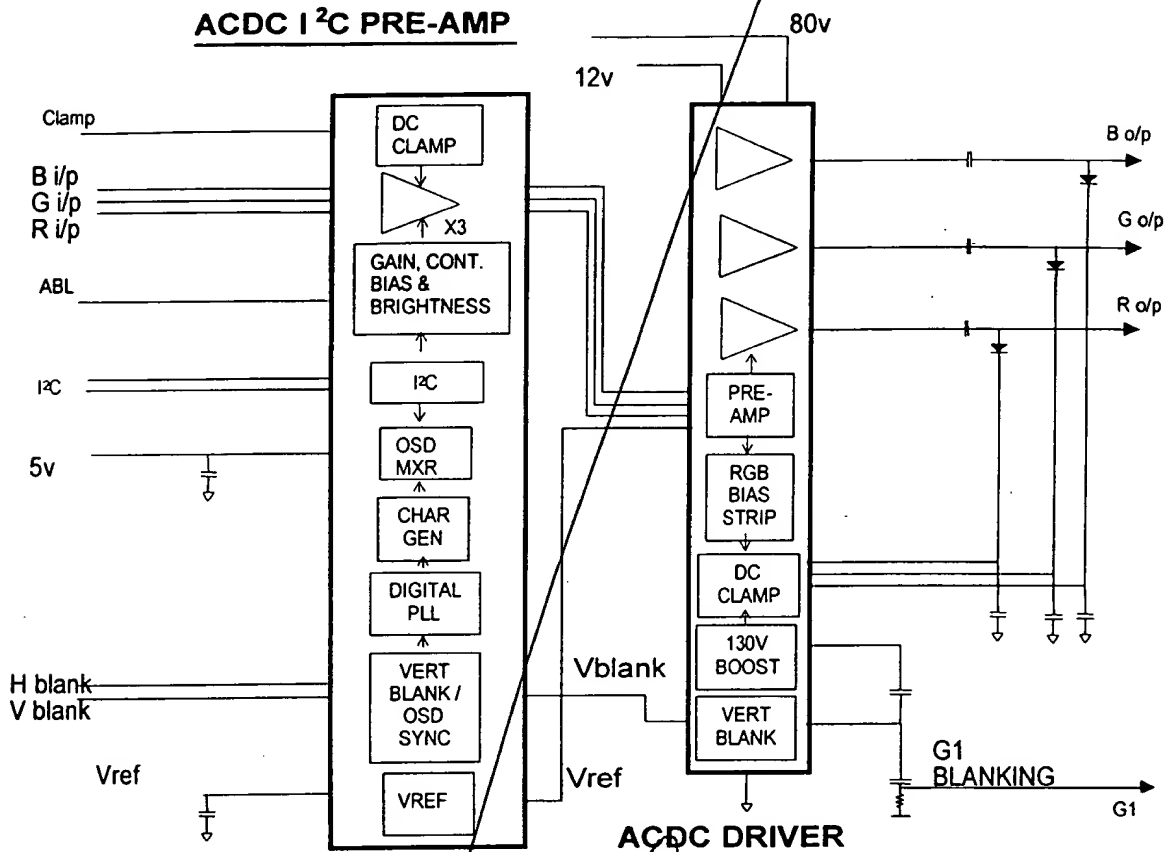 ACDC I²C PRE-AMP
80v
12v
Clamp
B i/p
G i/p
R i/p
ABL
I²C
5v
H blank
V blank
Vref
DC
CLAMP
X3
GAIN, CONT.
BIAS &
BRIGHTNESS
I²C
OSD
MXR
CHAR
GEN
DIGITAL
PLL
VERT
BLANK /
OSD
SYNC
VREF
Vblank
Vref
PRE-
AMP
RGB
BIAS
STRIP
DC
CLAMP
130V
BOOST
VERT
BLANK
B o/p
G o/p
R o/p
G1
BLANKING
G1
ACDC DRIVER